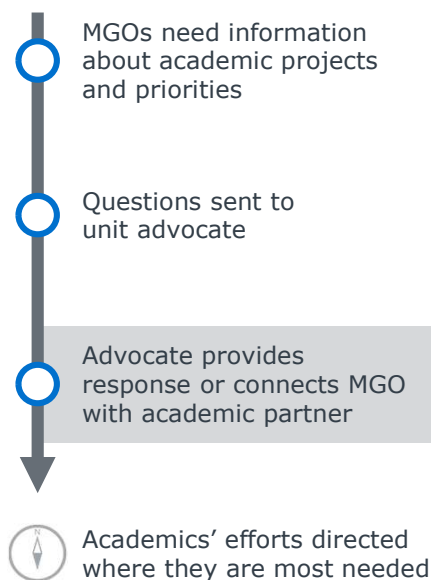 MGOs need information
about academic projects
and priorities
Questions sent to
unit advocate
Advocate provides
response or connects MGO
with academic partner
N
Academics’ efforts directed
where they are most needed